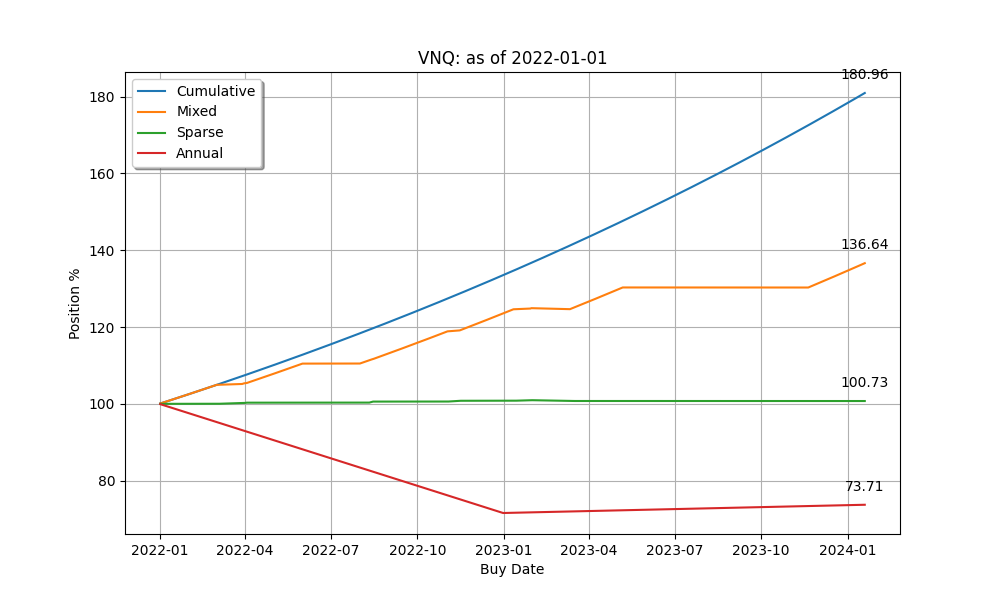 VNQ: as of 2022-01-01
Cumulative
Mixed
Sparse
Annual
180.96
136.64
100.73
73.71
Position %
180
160
140
120
100
80
2022-01 2022-04 2022-07 2022-10 2023-01 2023-04 2023-07 2023-10 2024-01
Buy Date